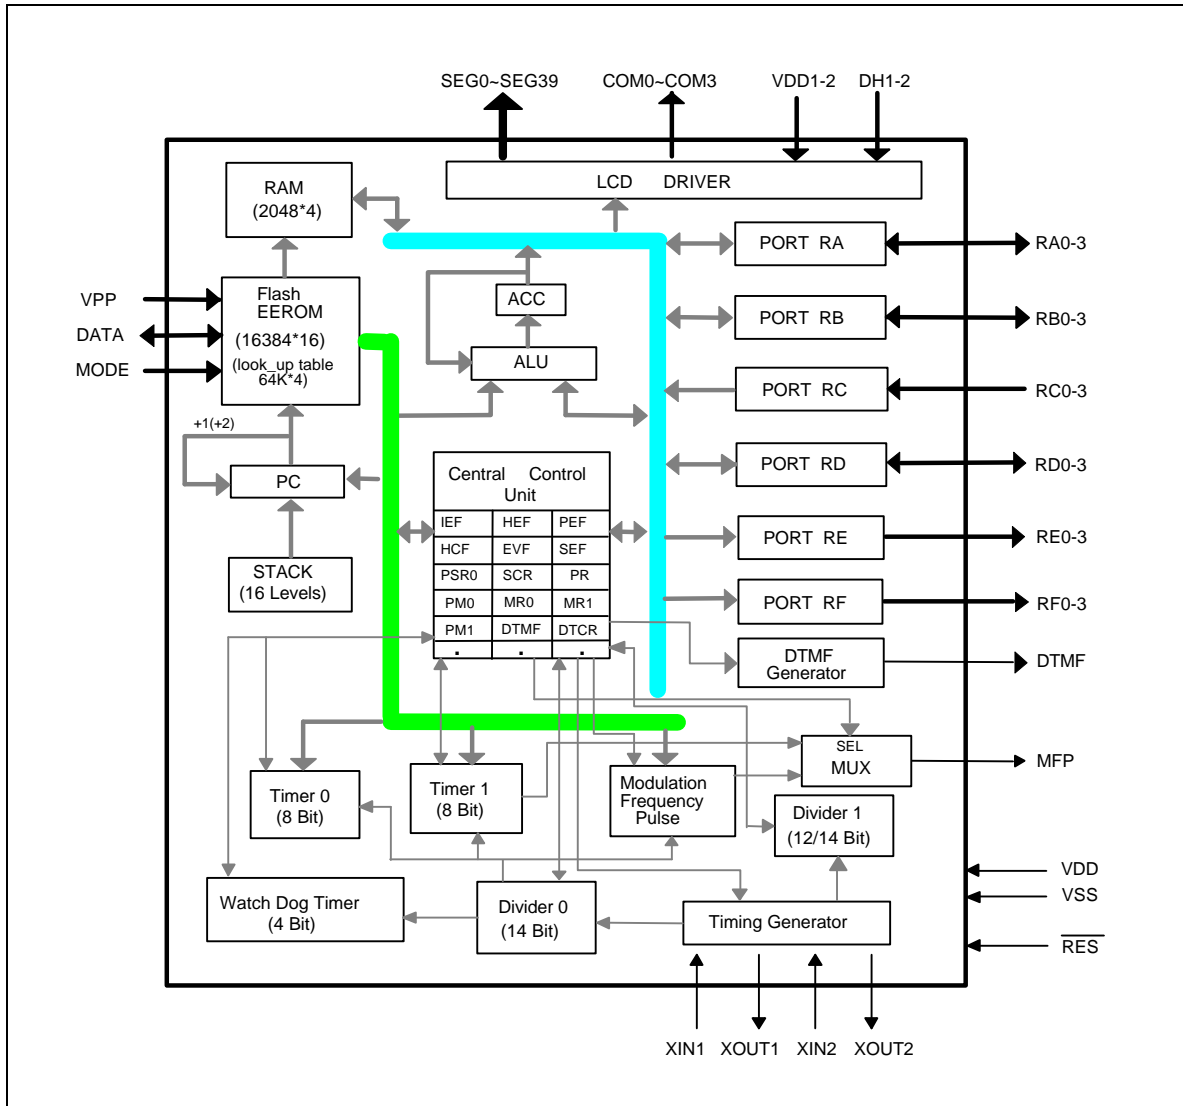 SEG0~SEG39 COM0~COM3 VDD1-2 DH1-2
LCD DRIVER
RAM
(2048*4)
PORT RA
RA0-3
VPP
DATA
MODE
Flash
EEROM
(16384*16)
(look_up table
64K*4)
ACC
ALU
PORT RB
RB0-3
PORT RC
RC0-3
+1(+2)
PC
STACK
(16 Levels)
Central Control
Unit
IEF HEF PEF
HCF EVF SEF
PSR0 SCR PR
PM0 MR0 MR1
PM1 DTMF DTCR
. . .
PORT RD
RD0-3
PORT RE
RE0-3
PORT RF
RF0-3
DTMF
Generator
DTMF
SEL
MUX
MFP
Timer 0
(8 Bit)
Timer 1
(8 Bit)
Modulation
Frequency
Pulse
Divider 1
(12/14 Bit)
Watch Dog Timer
(4 Bit)
Divider 0
(14 Bit)
Timing Generator
VDD
VSS
RES
XIN1 XOUT1 XIN2 XOUT2